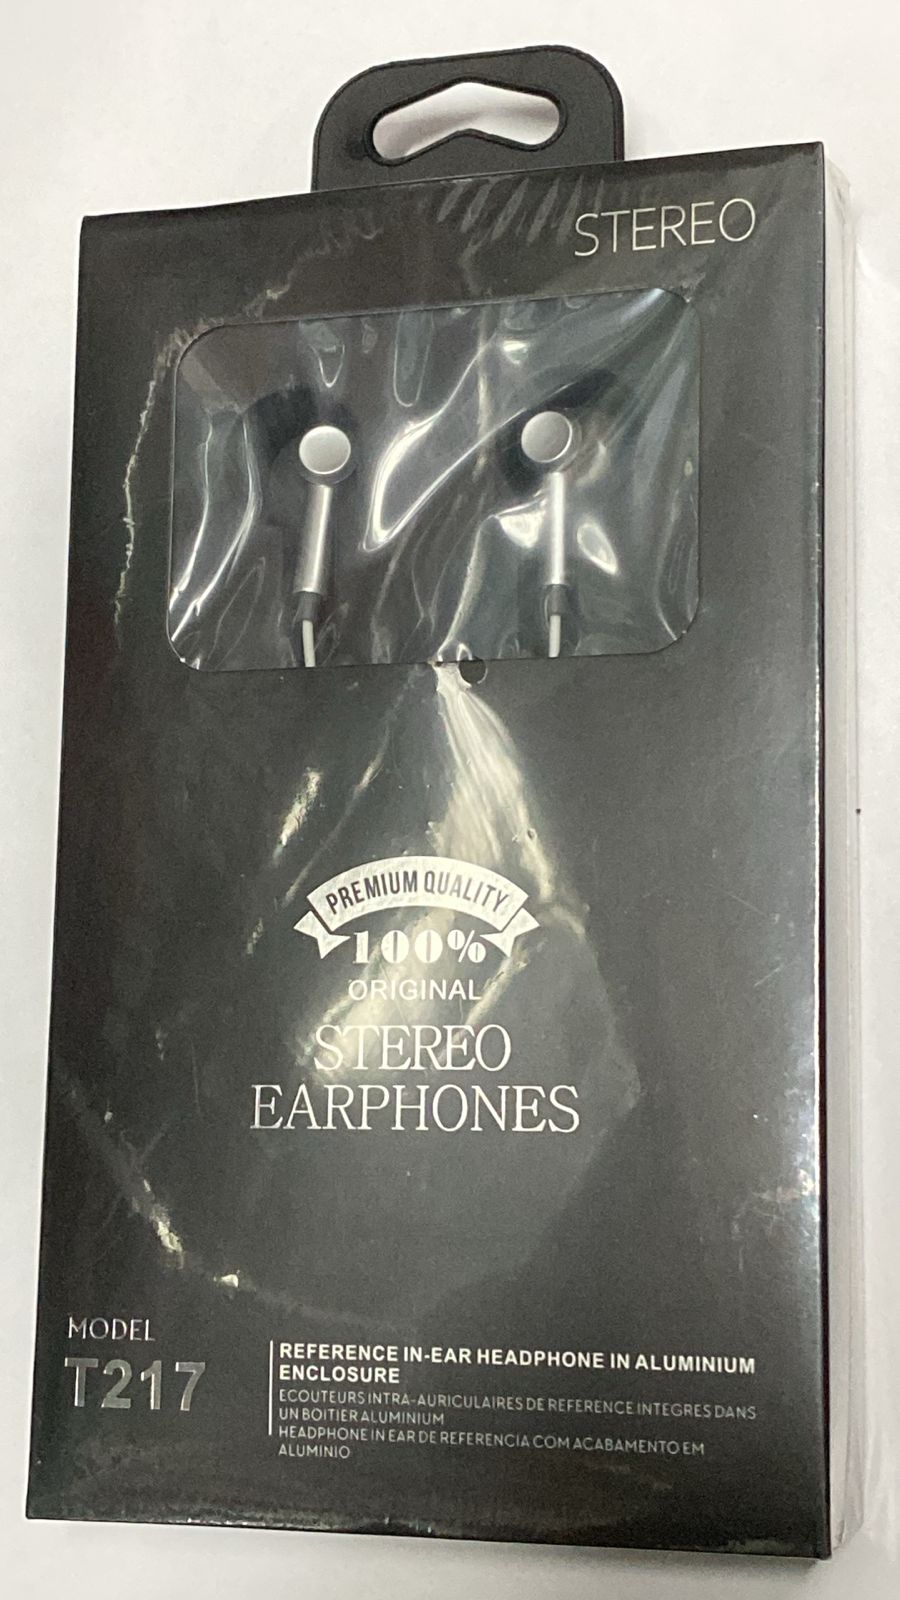 STEREO
PREMIUM QUALITY
100%
ORIGINAL
STEREO
EARPHONES
MODEL
T217
REFERENCE IN-EAR HEADPHONE IN ALUMINIUM
ENCLOSURE
ECOUTEURS INTRA-AURICULAIRES DE REFERENCE INTEGRES DANS
UN BOITIER ALUMINIUM
HEADPHONE IN EAR DE REFERENCIA COM ACABAMENTO EM
ALUMINIO